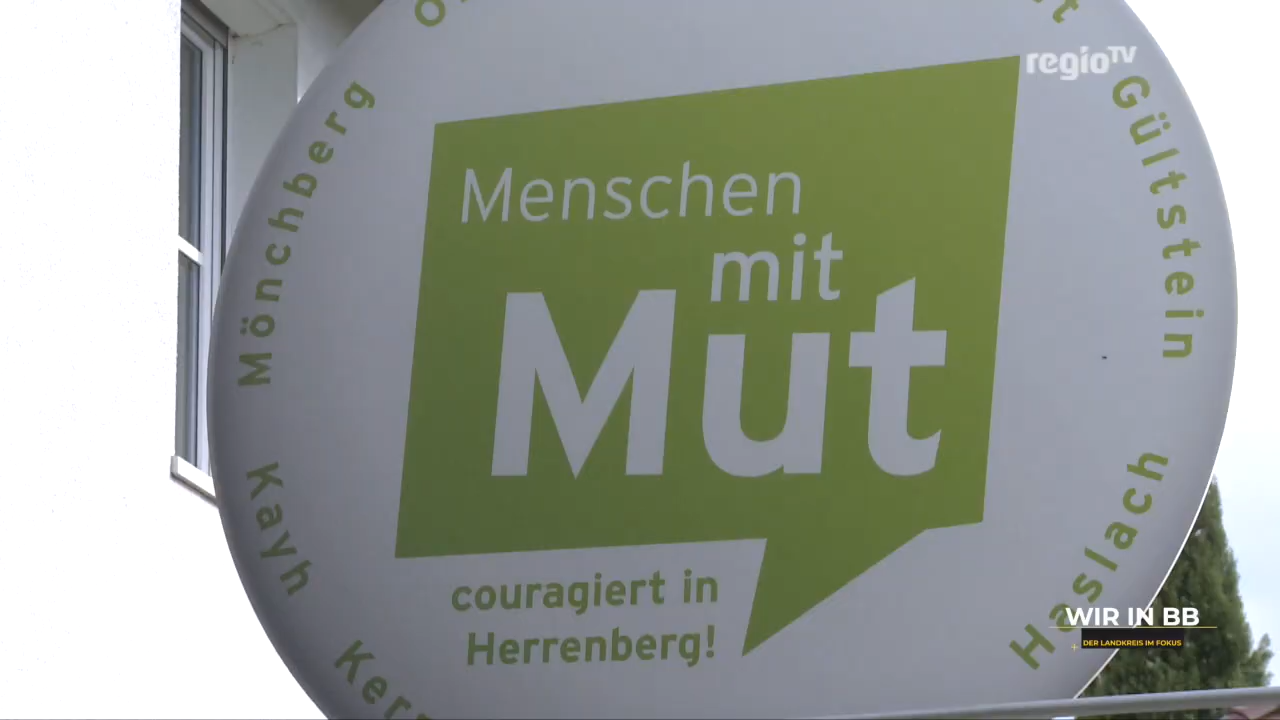 regioTV
Menschen
mit
Mut
couragiert in
Herrenberg!
Mönchberg
Kayh
Gültstein
Haslach
WIR IN BB
DER LANDKREIS IM FOKUS